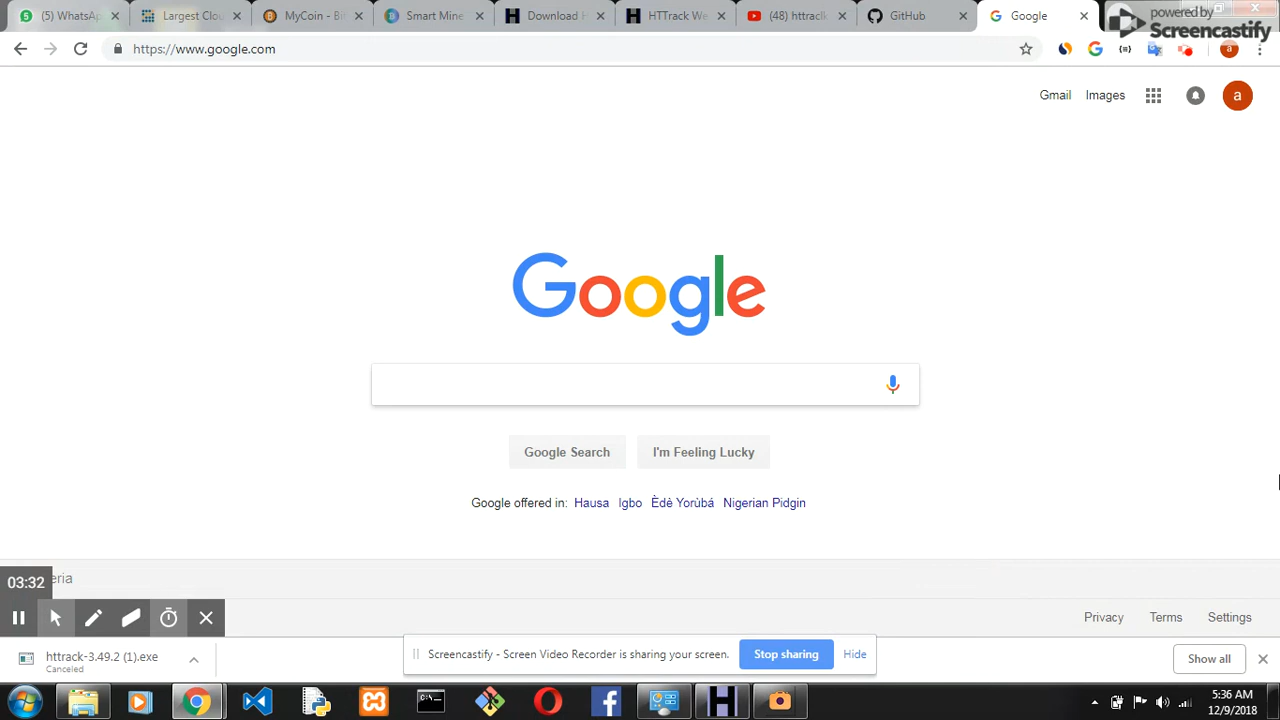 (5) WhatsAp
Largest Clou
MyCoin - Bi
Smart Mine
Download H
HTTrack We
(48) httrack
GitHub
Google
powered by
Screencastify
https://www.google.com
a
Gmail
Images
a
Google
Google Search
I'm Feeling Lucky
Google offered in: Hausa Igbo Èdè Yorùbá Nigerian Pidgin
03:32
eria
Privacy
Terms
Settings
httrack-3.49.2 (1).exe
Canceled
Screencastify - Screen Video Recorder is sharing your screen.
Stop sharing
Hide
Show all
5:36 AM
12/9/2018